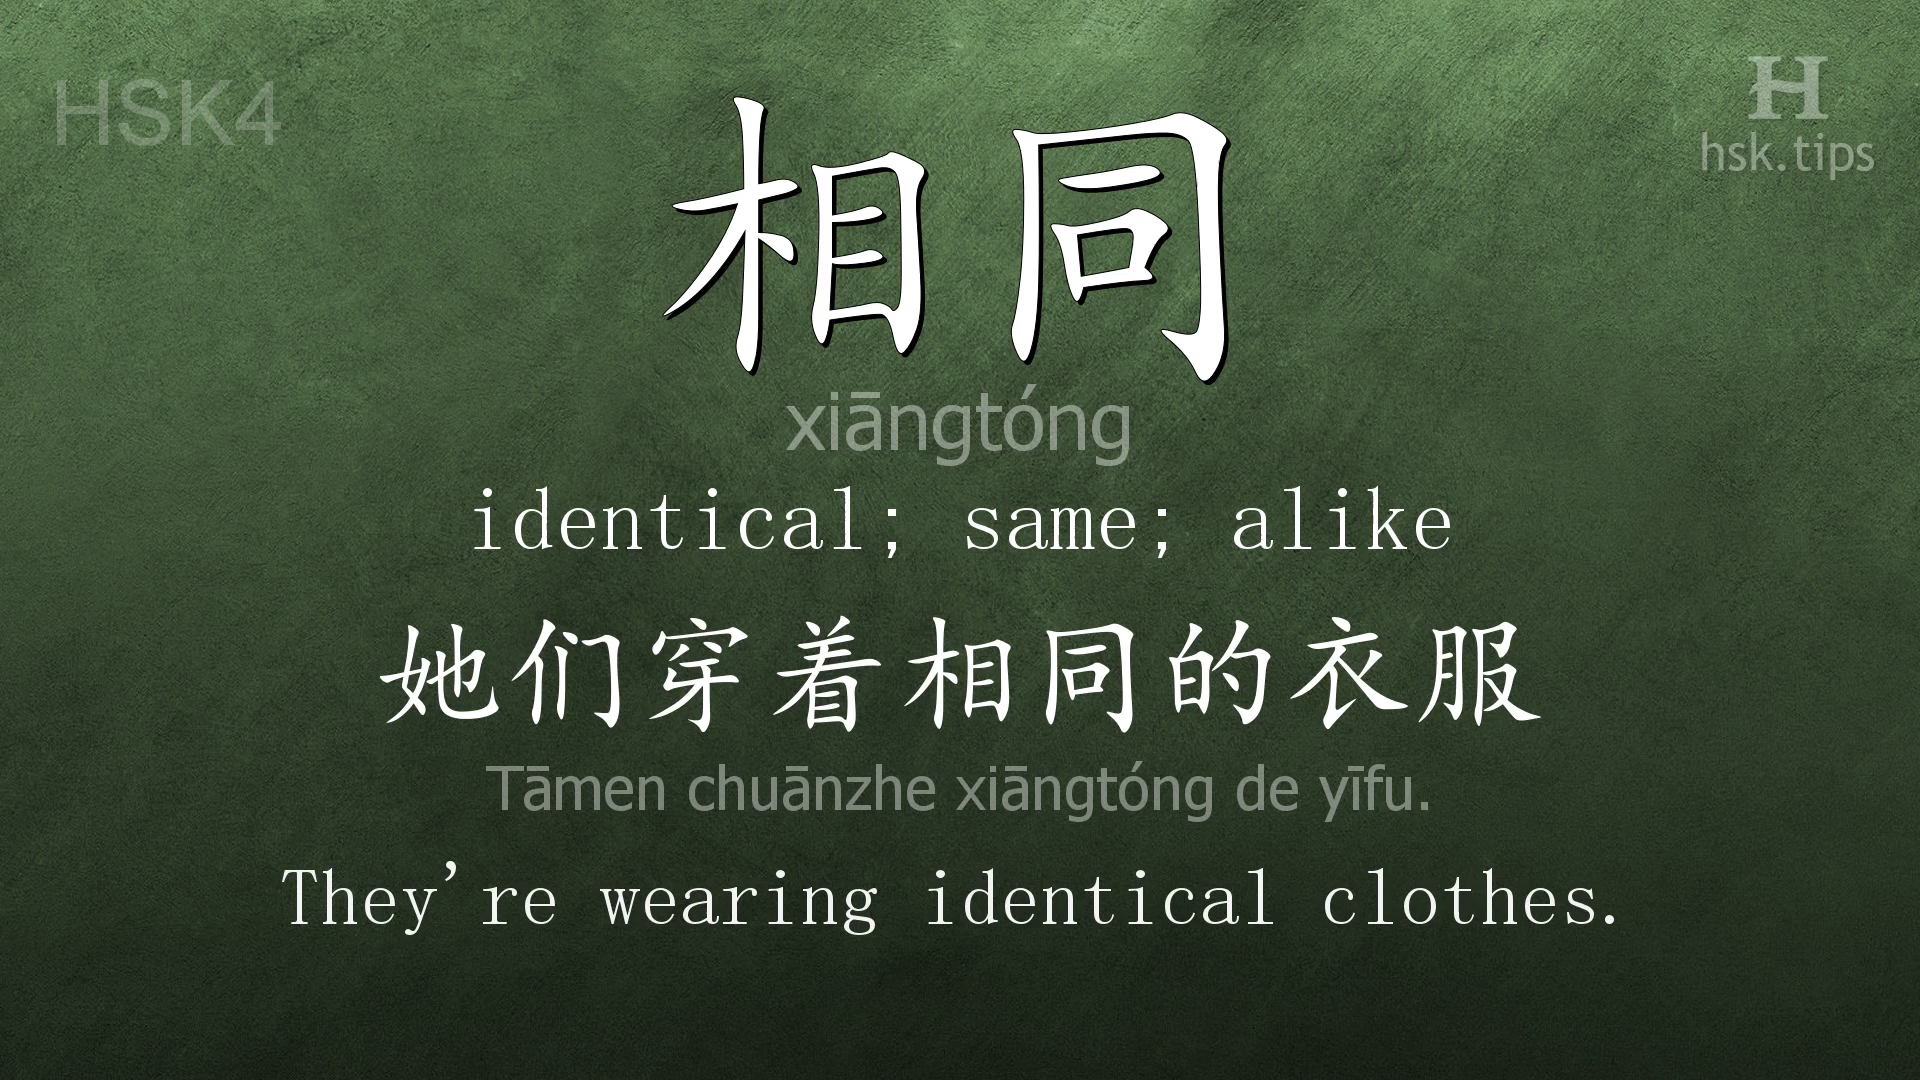 HSK4
H
hsk.tips
相同
xiāngtóng
identical; same; alike
她们穿着相同的衣服
Tāmen chuānzhe xiāngtóng de yīfu.
They're wearing identical clothes.